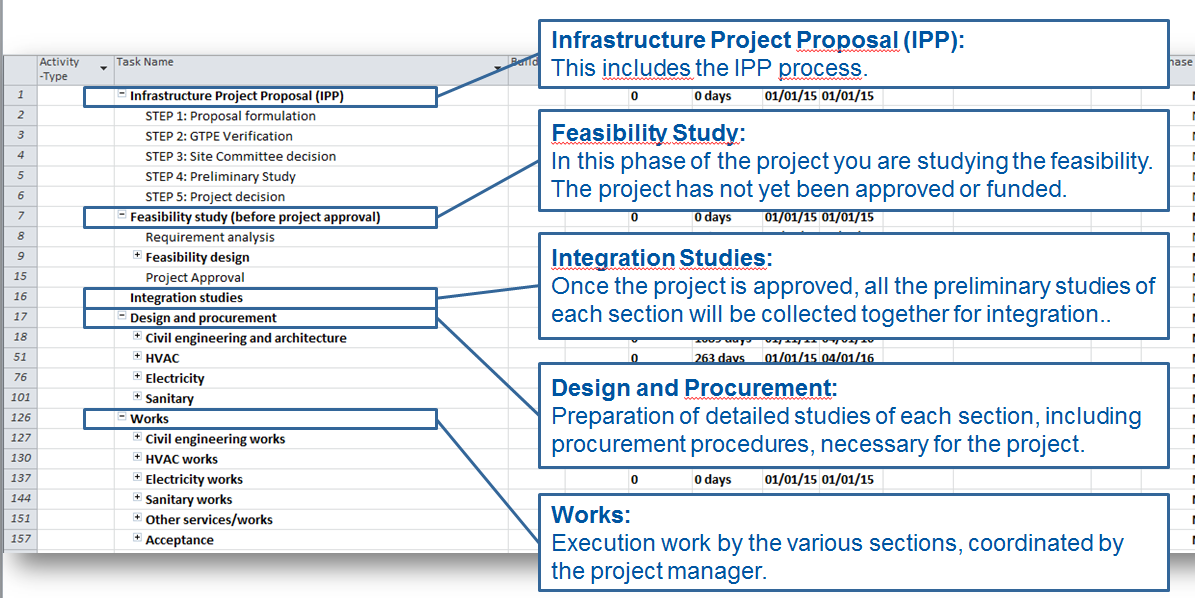 Infrastructure Project Proposal (IPP):
This includes the IPP process.
Activity
-Type
Task Name
Build
hase
1 Infrastructure Project Proposal (IPP) 0 0 days 01/01/15 01/01/15
2 STEP 1: Proposal formulation
3 STEP 2: GTPE Verification
4 STEP 3: Site Committee decision
5 STEP 4: Preliminary Study
6 STEP 5: Project decision
Feasibility Study:
In this phase of the project you are studying the feasibility.
The project has not yet been approved or funded.
7 Feasibility study (before project approval) 0 0 days 01/01/15 01/01/15
8 Requirement analysis
9 Feasibility design
15 Project Approval
16 Integration studies
17 Design and procurement
Integration Studies:
Once the project is approved, all the preliminary studies of
each section will be collected together for integration..
18 Civil engineering and architecture
51 HVAC 0 263 days 01/01/15 04/01/16
76 Electricity
101 Sanitary
Design and Procurement:
Preparation of detailed studies of each section, including
procurement procedures, necessary for the project.
126 Works
127 Civil engineering works
130 HVAC works
137 Electricity works 0 0 days 01/01/15 01/01/15
144 Sanitary works
151 Other services/works
157 Acceptance
Works:
Execution work by the various sections, coordinated by
the project manager.